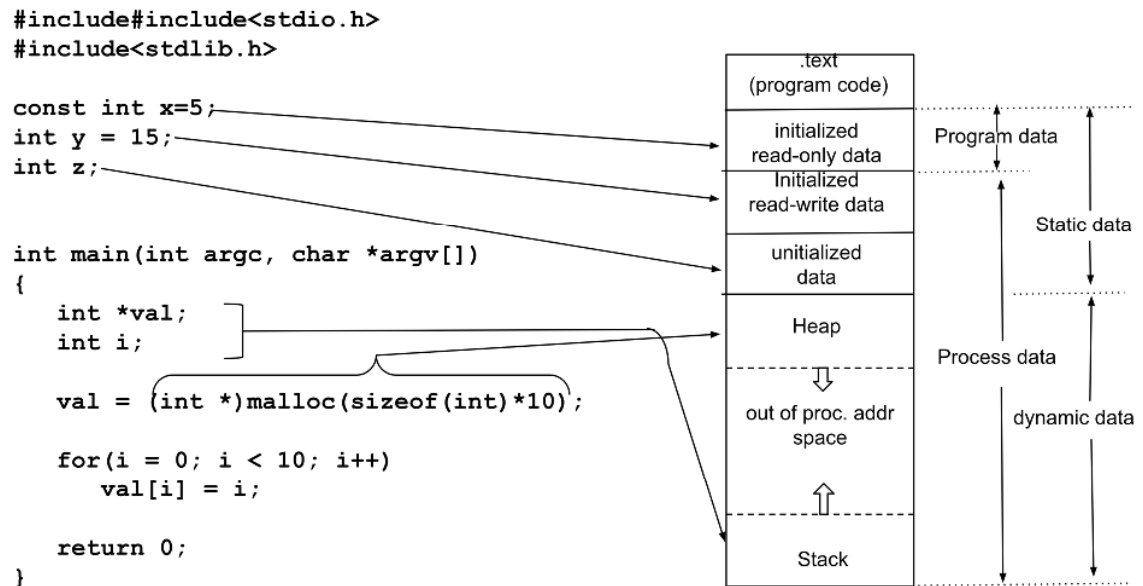 #include#include<stdio.h>
#include<stdlib.h>
const int x=5;
int y = 15;
int z;
int main(int argc, char *argv[])
{
int *val;
int i;
val = (int *)malloc(sizeof(int)*10);
for(i = 0; i < 10; i++)
val[i] = i;
return 0;
}
.text
(program code)
initialized
read-only data
Initialized
read-write data
unitialized
data
Heap
out of proc. addr
space
Stack
Program data
Static data
Process data
dynamic data